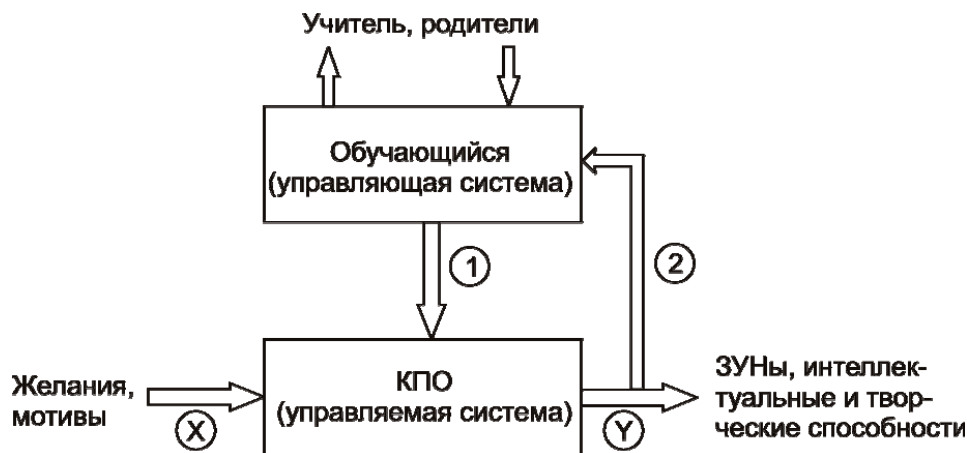 Учитель, родители
Обучающийся
(управляющая система)
1
2
Желания,
мотивы
X
КПО
(управляемая система)
Y
ЗУНы, интеллек-
туальные и твор-
ческие способности